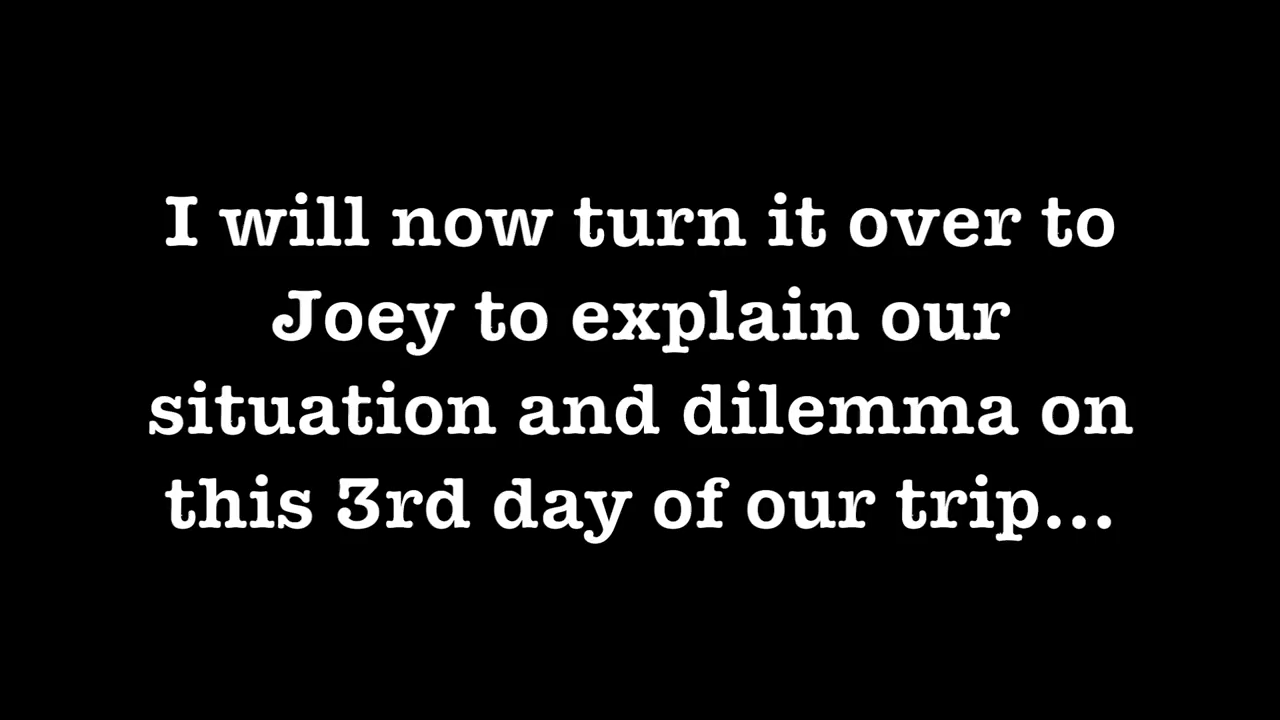 I will now turn it over to
Joey to explain our
situation and dilemma on
this 3rd day of our trip...